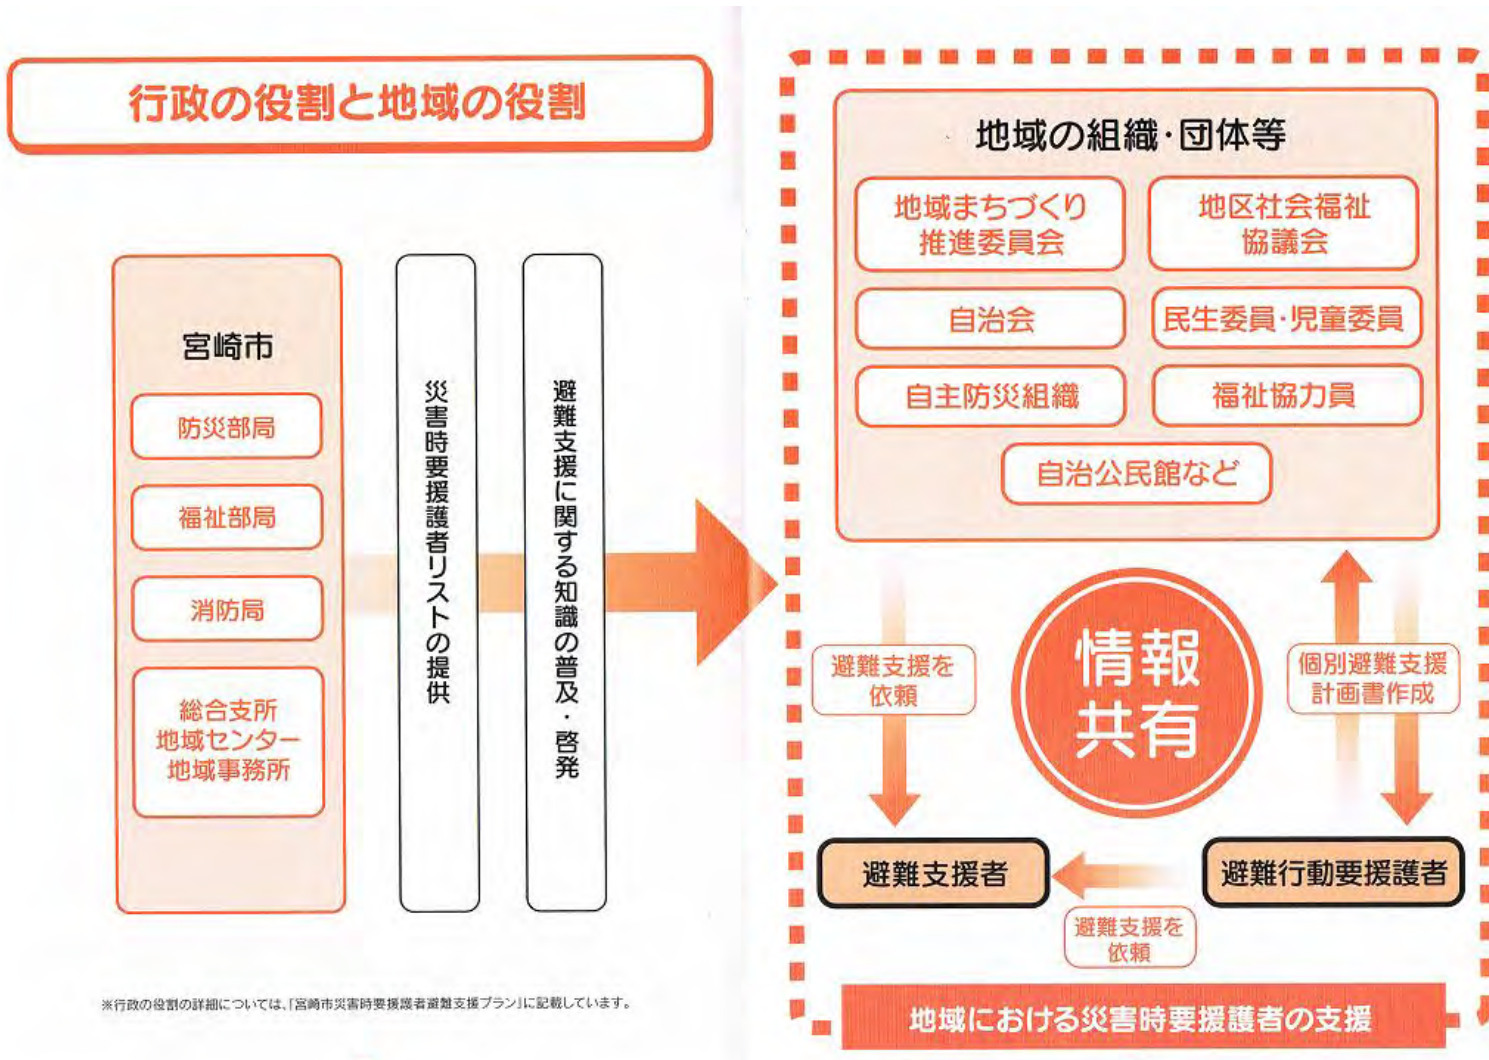 行政の役割と地域の役割
宮崎市
防災部局
福祉部局
消防局
総合支所
地域センター
地域事務所
災害時要援護者リストの提供
避難支援に関する知識の普及・啓発
※行政の役割の詳細については、「宮崎市災害時要援護者避難支援プラン」に記載しています。
地域の組織・団体等
地域まちづくり
推進委員会
地区社会福祉
協議会
自治会
民生委員・児童委員
自主防災組織
福祉協力員
自治公民館など
避難支援を
依頼
情報
共有
個別避難支援
計画書作成
避難支援者
避難行動要援護者
避難支援を
依頼
地域における災害時要援護者の支援